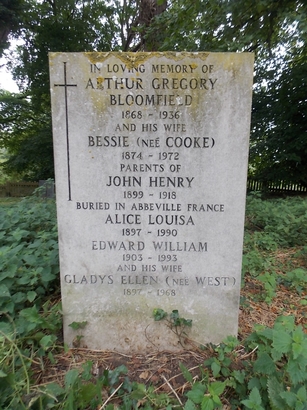 IN LOVING MEMORY OF
ARTHUR GREGORY
BLOOMFIELD
1868 - 1936
AND HIS WIFE
BESSIE (NEÉ COOKE)
1874 - 1972
PARENTS OF
JOHN HENRY
1899 - 1918
BURIED IN ABBEVILLE FRANCE
ALICE LOUISA
1897 - 1990
EDWARD WILLIAM
1903 - 1993
AND HIS WIFE
GLADYS ELLEN (NEÉ WEST)
1897 - 1968